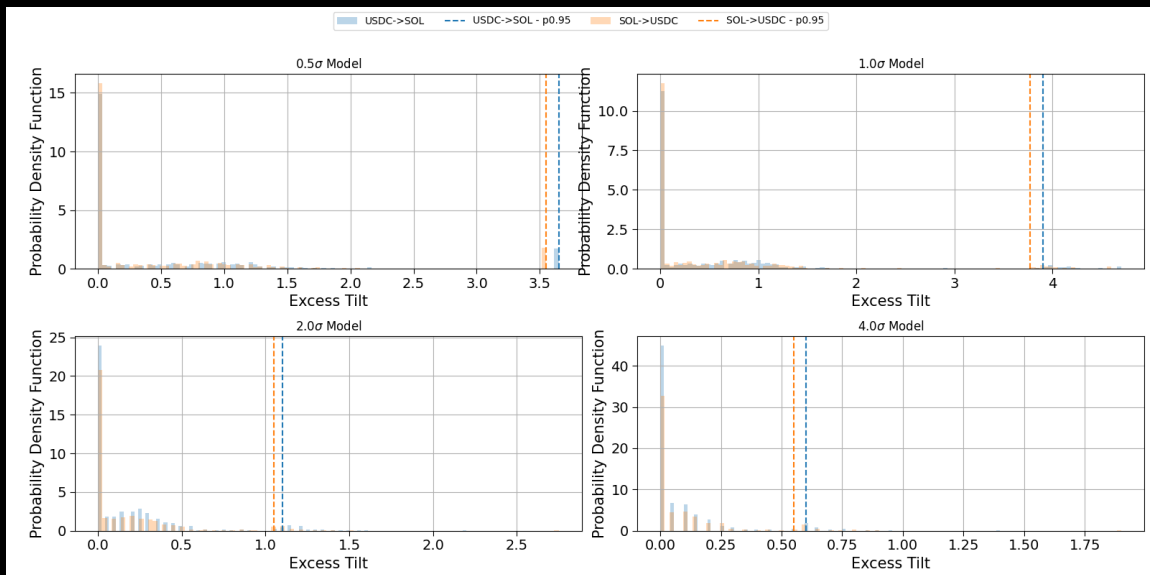 USDC->SOL USDC->SOL - p0.95 SOL->USDC SOL->USDC - p0.95
0.5σ Model
Probability Density Function
15
10
5
0
0.0 0.5 1.0 1.5 2.0 2.5 3.0 3.5
Excess Tilt
1.0σ Model
Probability Density Function
10.0
7.5
5.0
2.5
0.0
0 1 2 3 4
Excess Tilt
2.0σ Model
Probability Density Function
25
20
15
10
5
0
0.0 0.5 1.0 1.5 2.0 2.5
Excess Tilt
4.0σ Model
Probability Density Function
40
30
20
10
0
0.00 0.25 0.50 0.75 1.00 1.25 1.50 1.75
Excess Tilt